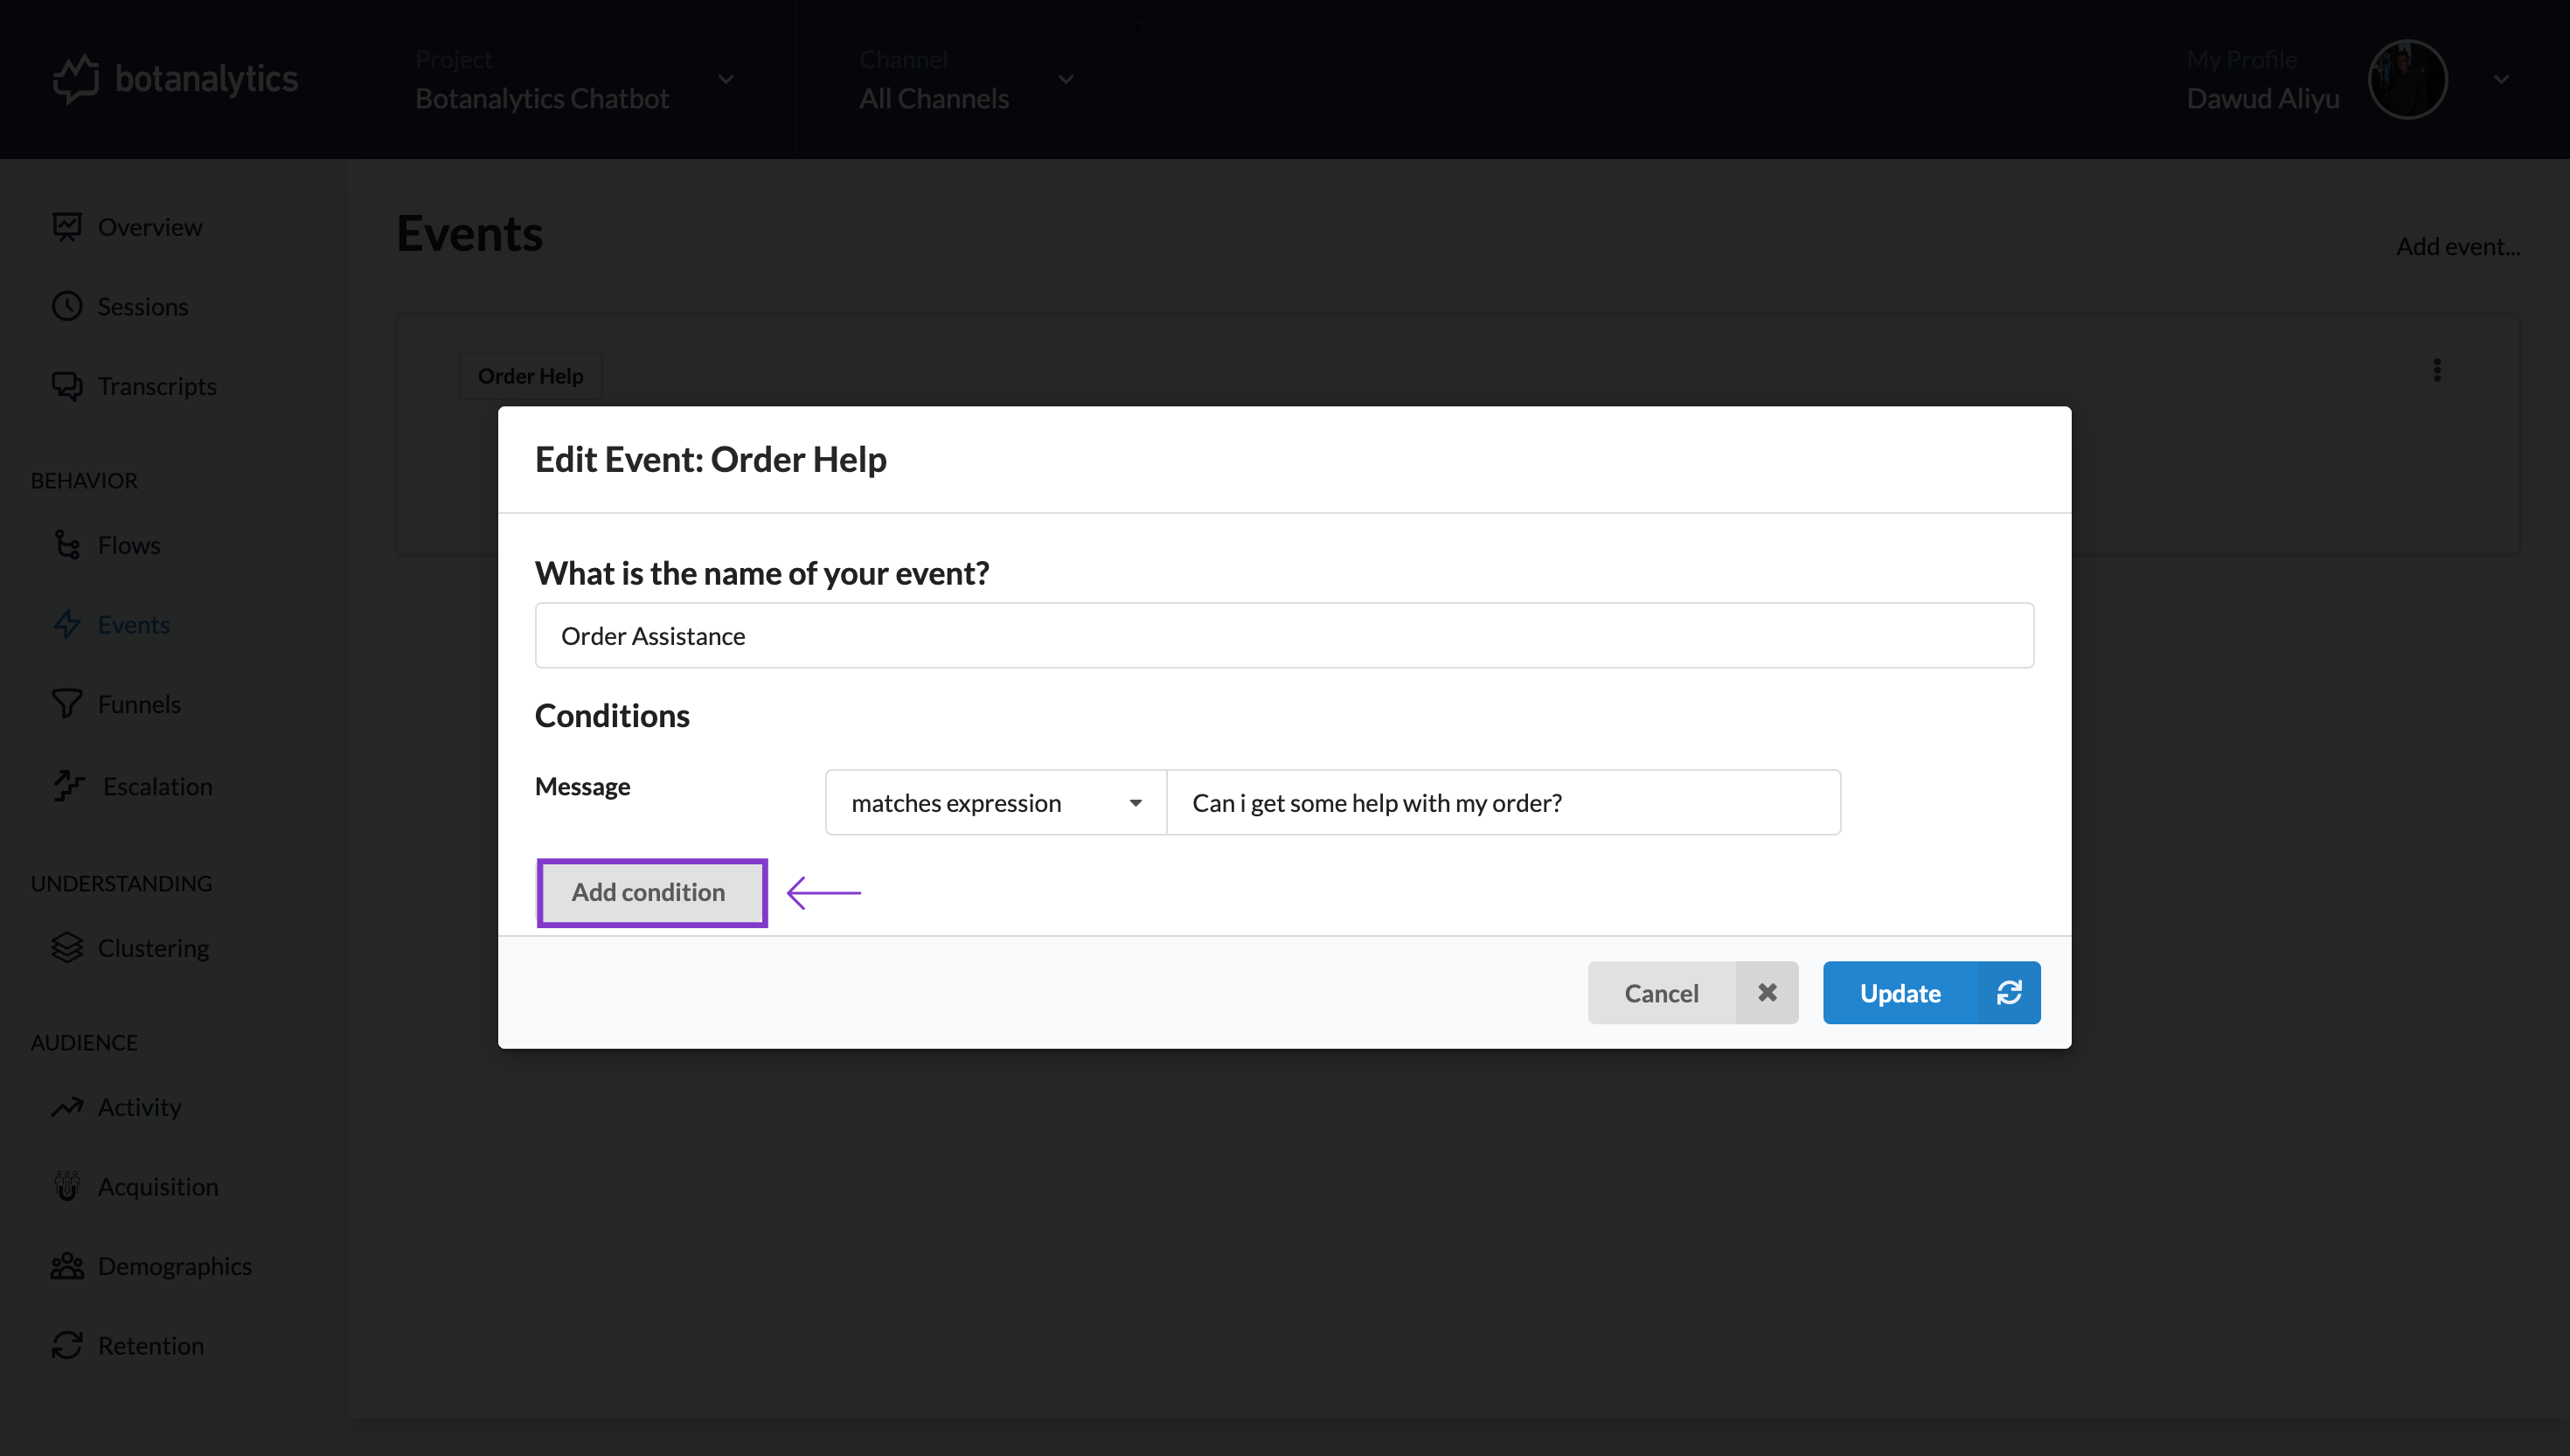 botanalytics
Project
Botanalytics Chatbot
Channel
All Channels
My Profile
Dawud Aliyu
Overview
Sessions
Transcripts
BEHAVIOR
Flows
Events
Funnels
Escalation
UNDERSTANDING
Clustering
AUDIENCE
Activity
Acquisition
Demographics
Retention
Events
Add event...
Order Help
Edit Event: Order Help
What is the name of your event?
Order Assistance
Conditions
Message
matches expression
Can i get some help with my order?
Add condition
Cancel
Update